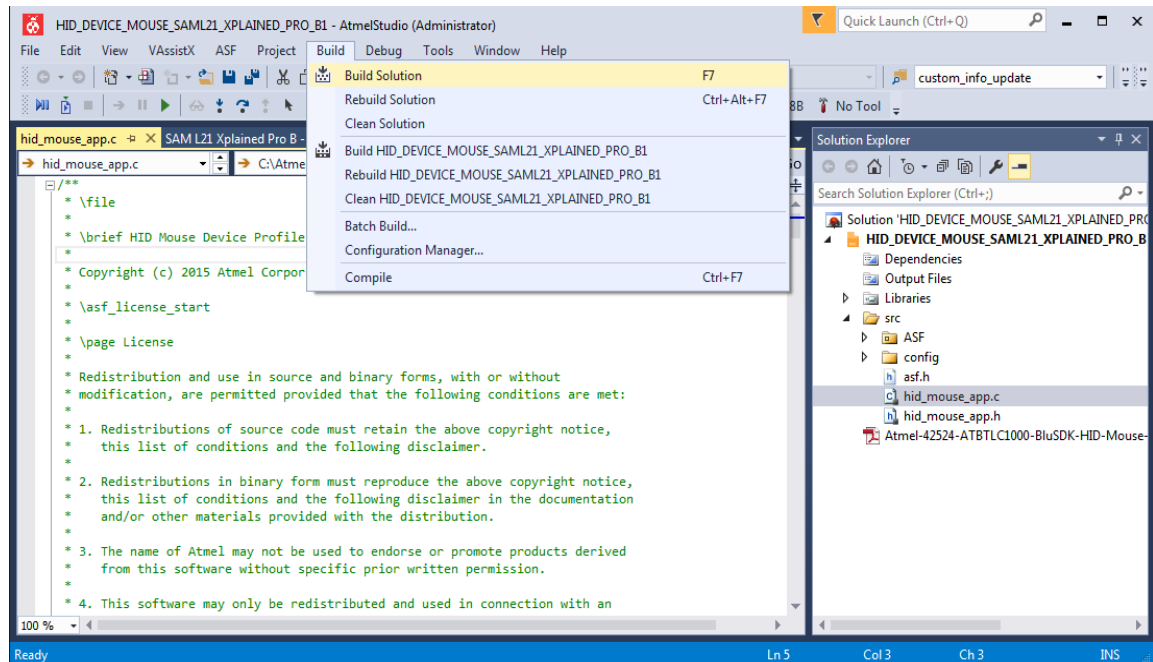 HID_DEVICE_MOUSE_SAML21_XPLAINED_PRO_B1 - AtmelStudio (Administrator)
Quick Launch (Ctrl+Q)
File Edit View VAssistX ASF Project Build Debug Tools Window Help
custom_info_update
No Tool
Build Solution F7
Rebuild Solution Ctrl+Alt+F7
Clean Solution
Build HID_DEVICE_MOUSE_SAML21_XPLAINED_PRO_B1
Rebuild HID_DEVICE_MOUSE_SAML21_XPLAINED_PRO_B1
Clean HID_DEVICE_MOUSE_SAML21_XPLAINED_PRO_B1
Batch Build...
Configuration Manager...
Compile Ctrl+F7
hid_mouse_app.c SAM L21 Xplained Pro B -
hid_mouse_app.c C:\Atme
/**
* \file
*
* \brief HID Mouse Device Profile
*
* Copyright (c) 2015 Atmel Corpor
*
* \asf_license_start
*
* \page License
*
* Redistribution and use in source and binary forms, with or without
* modification, are permitted provided that the following conditions are met:
*
* 1. Redistributions of source code must retain the above copyright notice,
* this list of conditions and the following disclaimer.
*
* 2. Redistributions in binary form must reproduce the above copyright notice,
* this list of conditions and the following disclaimer in the documentation
* and/or other materials provided with the distribution.
*
* 3. The name of Atmel may not be used to endorse or promote products derived
* from this software without specific prior written permission.
*
* 4. This software may only be redistributed and used in connection with an
100 %
Solution Explorer
Search Solution Explorer (Ctrl+;)
Solution 'HID_DEVICE_MOUSE_SAML21_XPLAINED_PR
HID_DEVICE_MOUSE_SAML21_XPLAINED_PRO_B
Dependencies
Output Files
Libraries
src
ASF
config
asf.h
hid_mouse_app.c
hid_mouse_app.h
Atmel-42524-ATBTLC1000-BluSDK-HID-Mouse-
Ready Ln 5 Col 3 Ch 3 INS